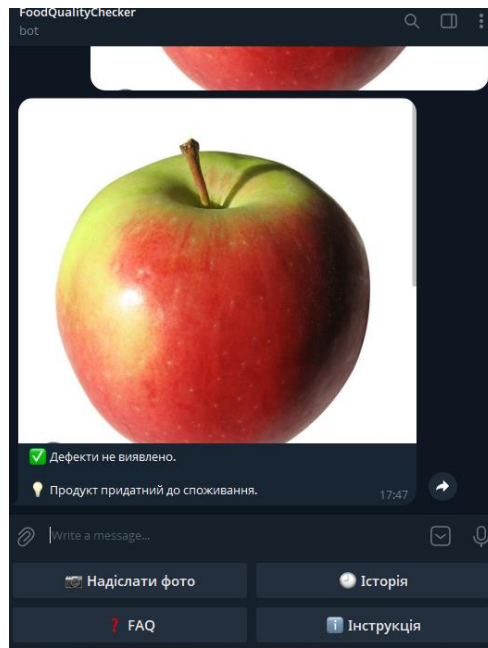 FoodQualityChecker
bot
✅ Дефекти не виявлено.
💡 Продукт придатний до споживання.
17:47
Write a message...
📷 Надіслати фото
🕘 Історія
❓ FAQ
ℹ️ Інструкція